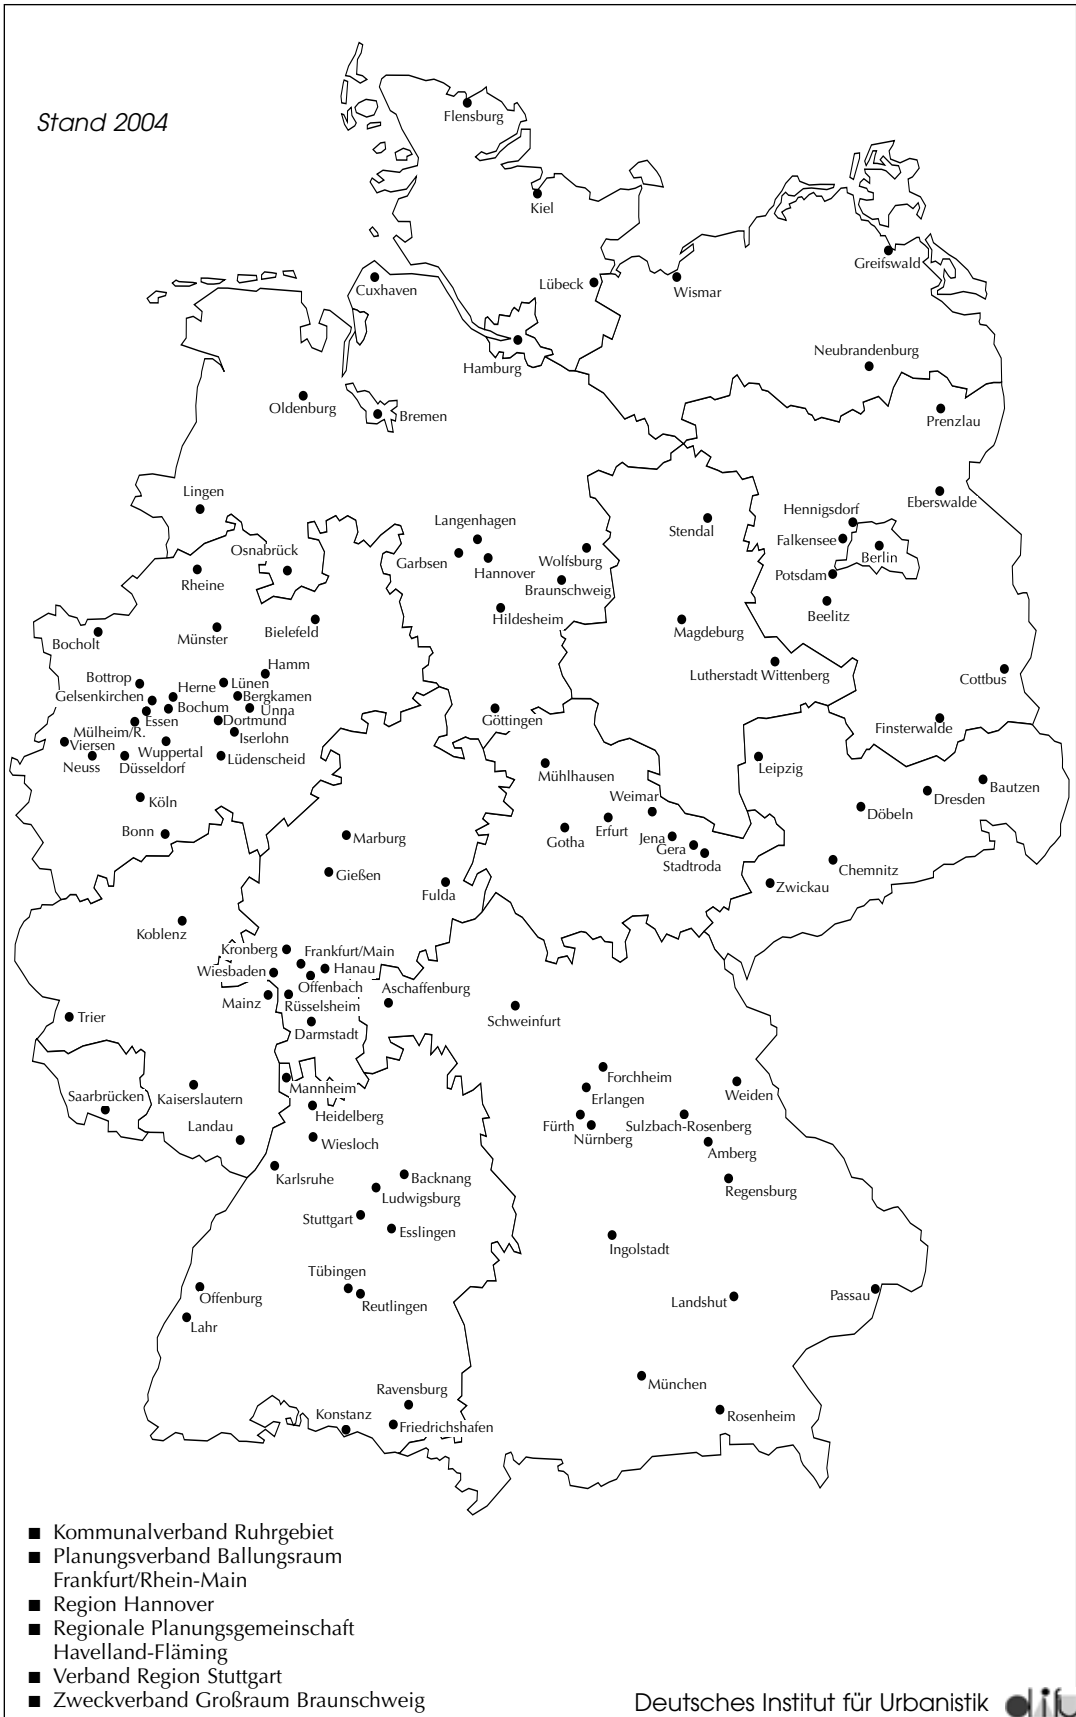 Stand 2004
Flensburg
Kiel
Greifswald
Cuxhaven
Lübeck
Wismar
Neubrandenburg
Hamburg
Oldenburg
Bremen
Prenzlau
Lingen
Eberswalde
Hennigsdorf
Langenhagen
Stendal
Falkensee
Osnabrück
Garbsen
Wolfsburg
Berlin
Hannover
Potsdam
Rheine
Braunschweig
Beelitz
Hildesheim
Bielefeld
Magdeburg
Münster
Bocholt
Hamm
Lutherstadt Wittenberg
Cottbus
Bottrop
Lünen
Herne
Gelsenkirchen
Bergkamen
Bochum
Unna
Essen
Dortmund
Göttingen
Finsterwalde
Mülheim/R.
Iserlohn
Viersen
Wuppertal
Lüdenscheid
Neuss
Düsseldorf
Leipzig
Mühlhausen
Bautzen
Köln
Weimar
Dresden
Döbeln
Bonn
Erfurt
Marburg
Gotha
Jena
Gera
Stadtroda
Chemnitz
Gießen
Zwickau
Fulda
Koblenz
Kronberg
Frankfurt/Main
Wiesbaden
Hanau
Offenbach
Aschaffenburg
Mainz
Rüsselsheim
Trier
Schweinfurt
Darmstadt
Forchheim
Mannheim
Weiden
Saarbrücken
Kaiserslautern
Erlangen
Heidelberg
Landau
Fürth
Sulzbach-Rosenberg
Nürnberg
Wiesloch
Amberg
Karlsruhe
Backnang
Regensburg
Ludwigsburg
Stuttgart
Esslingen
Ingolstadt
Tübingen
Offenburg
Passau
Reutlingen
Landshut
Lahr
München
Ravensburg
Konstanz
Rosenheim
Friedrichshafen
■ Kommunalverband Ruhrgebiet
■ Planungsverband Ballungsraum
Frankfurt/Rhein-Main
■ Region Hannover
■ Regionale Planungsgemeinschaft
Havelland-Fläming
■ Verband Region Stuttgart
■ Zweckverband Großraum Braunschweig
Deutsches Institut für Urbanistik difu